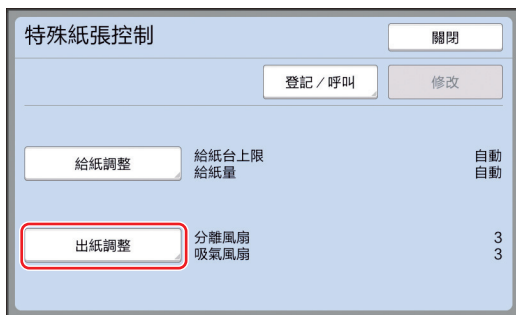 特殊紙張控制
關閉
登記／呼叫
修改
給紙調整
給紙台上限 自動
給紙量 自動
出紙調整
分離風扇 3
吸氣風扇 3